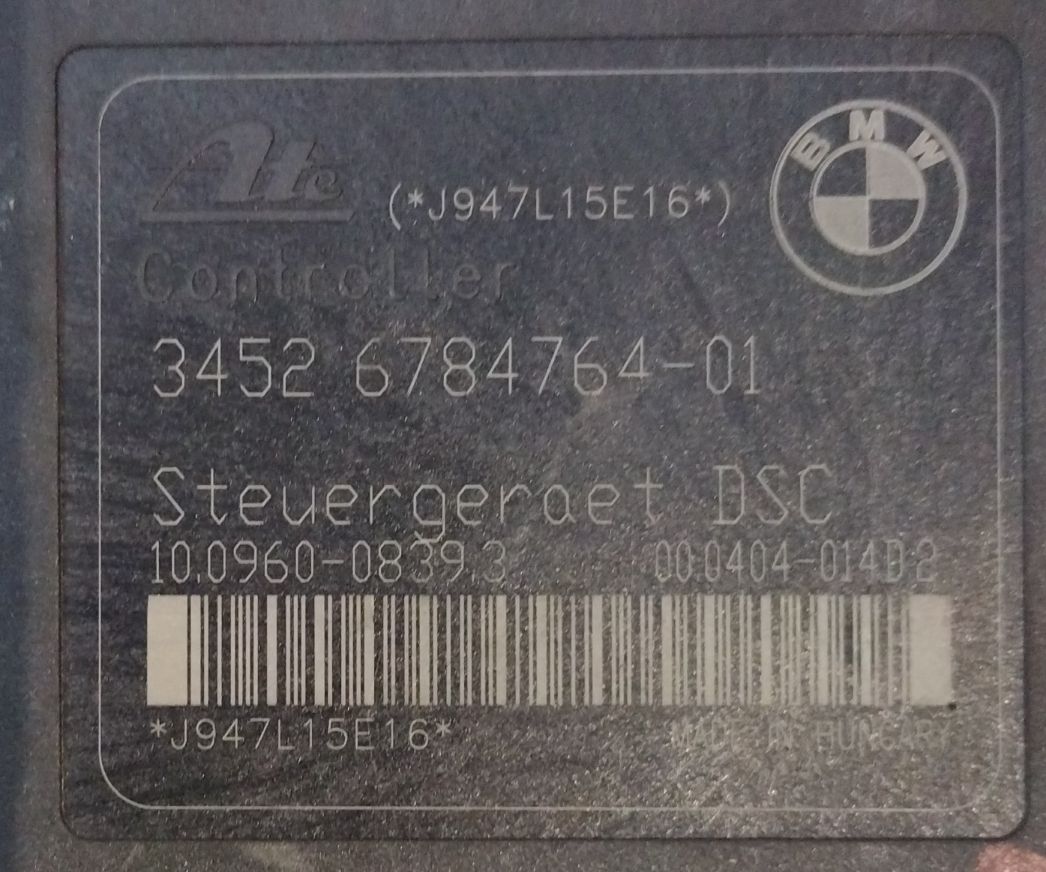 Ate (*J947L15E16*) BMW
Controller
3452 6784764-01
Steuergeraet DSC
10.0960-0839.3 00.0404-014D.2
*J947L15E16* MADE IN HUNGARY